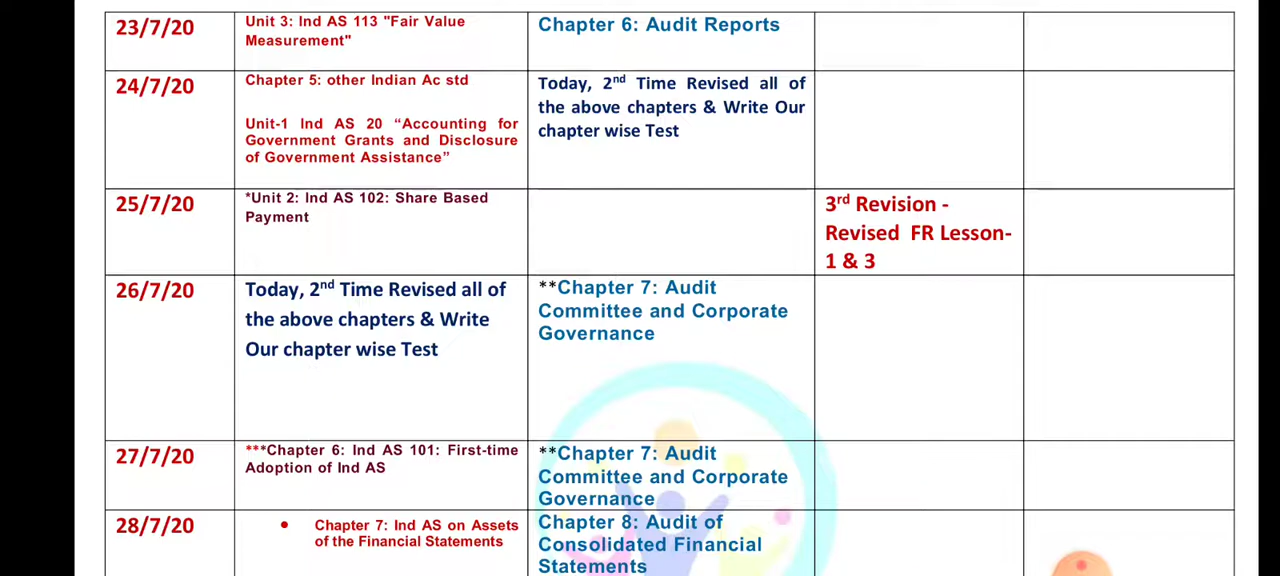 23/7/20
Unit 3: Ind AS 113 "Fair Value
Measurement"
Chapter 6: Audit Reports
24/7/20
Chapter 5: other Indian Ac std
Unit-1 Ind AS 20 “Accounting for
Government Grants and Disclosure
of Government Assistance”
Today, 2nd Time Revised all of
the above chapters & Write Our
chapter wise Test
25/7/20
*Unit 2: Ind AS 102: Share Based
Payment
3rd Revision -
Revised FR Lesson-
1 & 3
26/7/20
Today, 2nd Time Revised all of
the above chapters & Write
Our chapter wise Test
**Chapter 7: Audit
Committee and Corporate
Governance
27/7/20
***Chapter 6: Ind AS 101: First-time
Adoption of Ind AS
**Chapter 7: Audit
Committee and Corporate
Governance
28/7/20
• Chapter 7: Ind AS on Assets
of the Financial Statements
Chapter 8: Audit of
Consolidated Financial
Statements